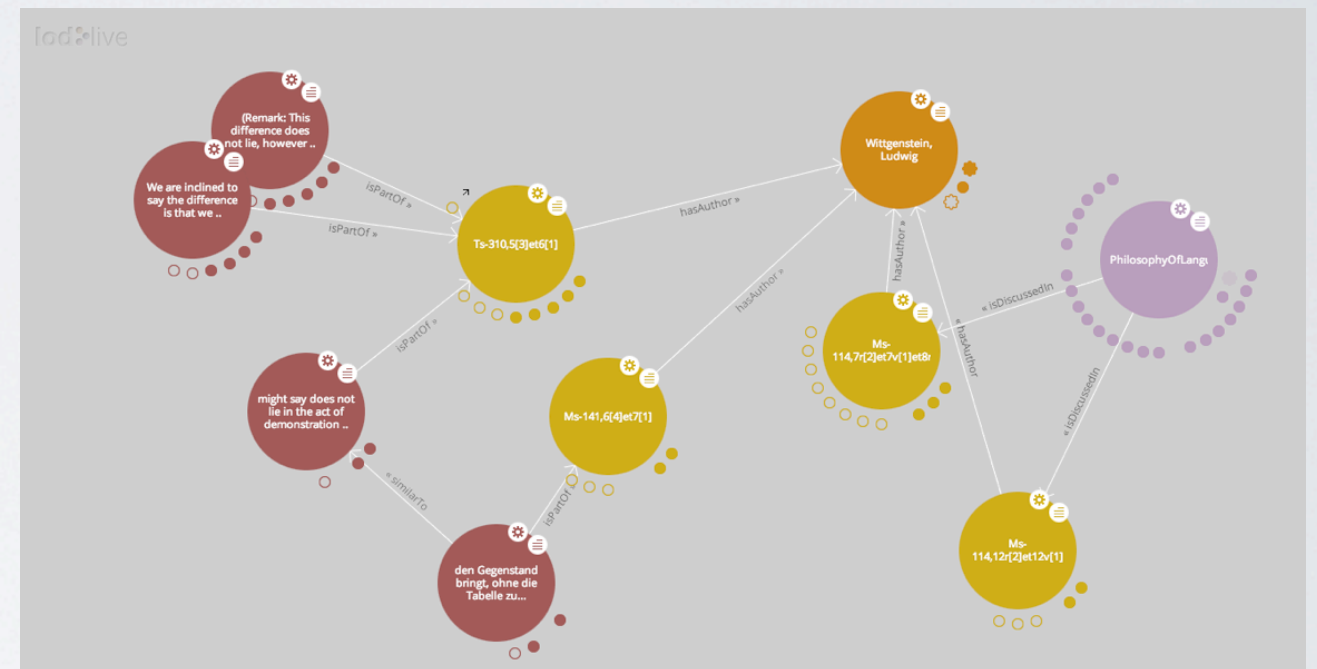 lodlive
(Remark: This
difference does
not lie, however ..
We are inclined to
say the difference
is that we ..
isPartOf »
isPartOf »
Ts-310,5[3]et6[1]
hasAuthor »
Wittgenstein,
Ludwig
hasAuthor »
hasAuthor »
PhilosophyOfLangu
« isDiscussedIn
Ms-
114,7r[2]et7v[1]et8r
« hasAuthor
isPartOf »
« isDiscussedIn
might say does not
lie in the act of
demonstration ..
Ms-141,6[4]et7[1]
« similarTo
isPartOf »
den Gegenstand
bringt, ohne die
Tabelle zu...
Ms-
114,12r[2]et12v[1]